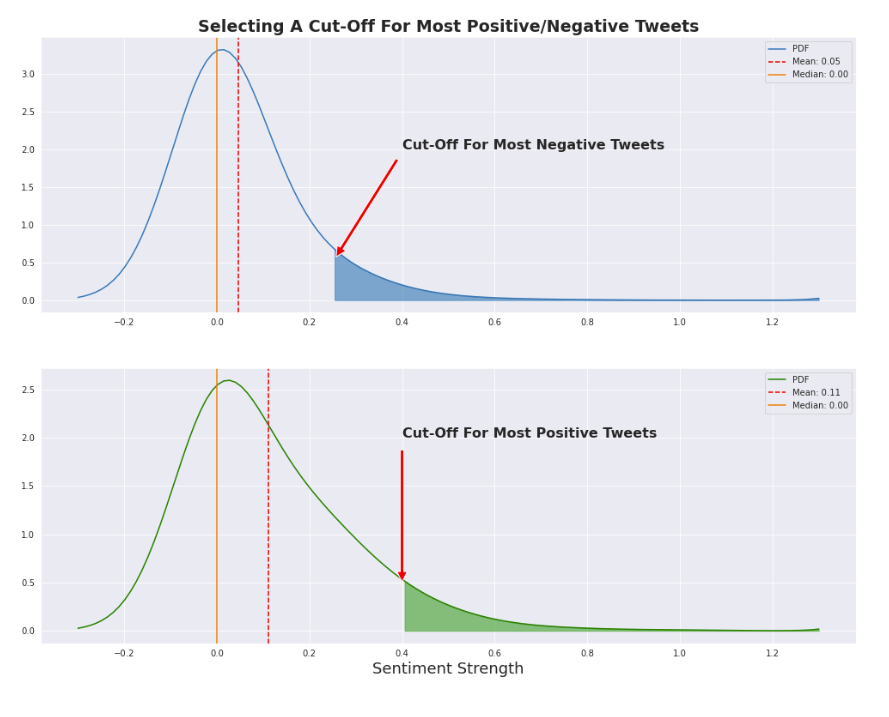 Selecting A Cut-Off For Most Positive/Negative Tweets
PDF
Mean: 0.05
Median: 0.00
Cut-Off For Most Negative Tweets
3.0
2.5
2.0
1.5
1.0
0.5
0.0
−0.2 0.0 0.2 0.4 0.6 0.8 1.0 1.2
PDF
Mean: 0.11
Median: 0.00
Cut-Off For Most Positive Tweets
2.5
2.0
1.5
1.0
0.5
0.0
−0.2 0.0 0.2 0.4 0.6 0.8 1.0 1.2
Sentiment Strength